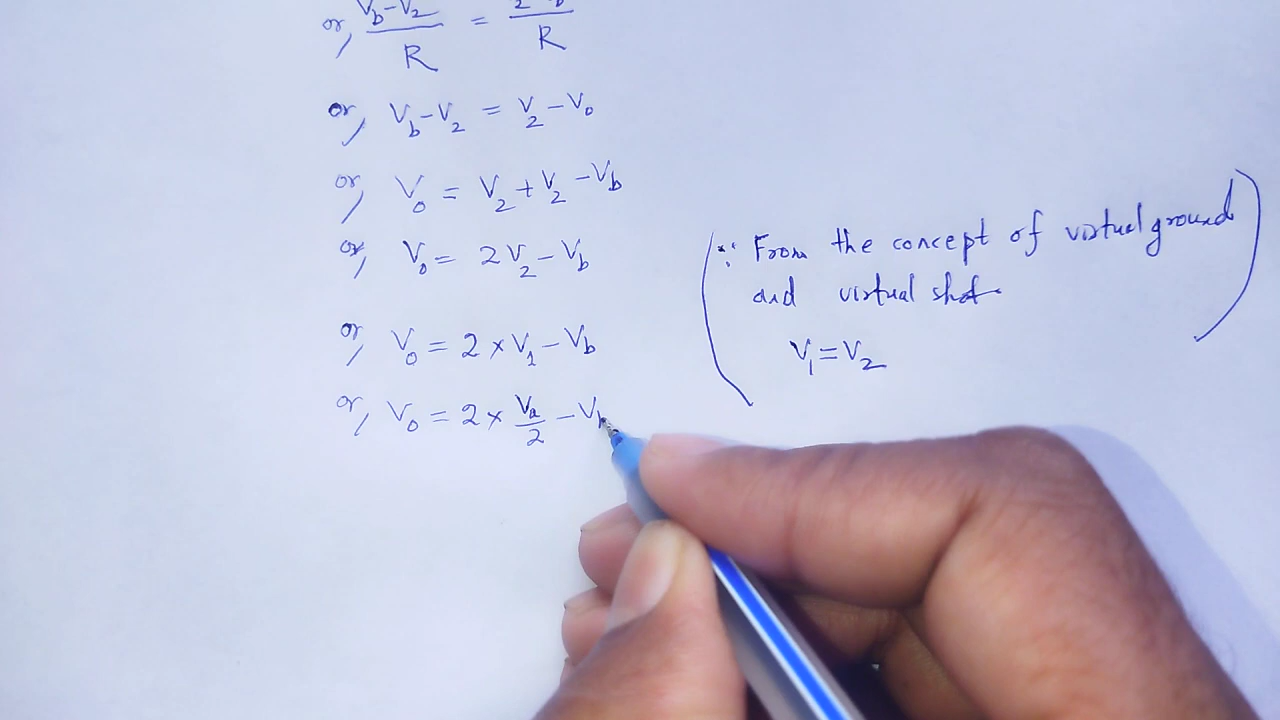 or, Vb-V2 / R = 2 b / R
or, Vb-V2 = V2-V0
or, V0 = V2+V2-Vb
or, V0 = 2V2-Vb
or, V0 = 2×V1-Vb
or, V0 = 2×Va/2-Vb
(∵ From the concept of virtual ground
and virtual shot
V1=V2)